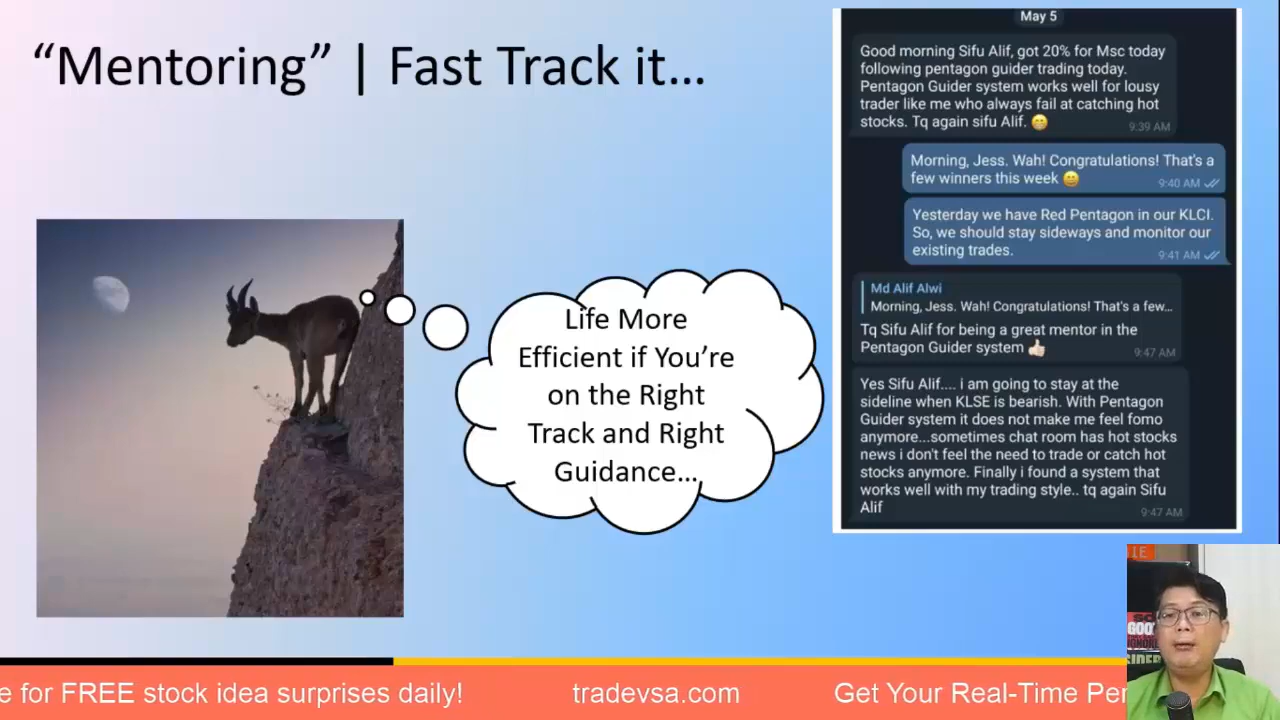 “Mentoring” | Fast Track it...
Life More
Efficient if You’re
on the Right
Track and Right
Guidance...
May 5
Good morning Sifu Alif, got 20% for Msc today
following pentagon guider trading today.
Pentagon Guider system works well for lousy
trader like me who always fail at catching hot
stocks. Tq again sifu Alif. 😁
9:39 AM
Morning, Jess. Wah! Congratulations! That's a
few winners this week 😀
9:40 AM
Yesterday we have Red Pentagon in our KLCI.
So, we should stay sideways and monitor our
existing trades.
9:41 AM
Md Alif Alwi
Morning, Jess. Wah! Congratulations! That's a few...
Tq Sifu Alif for being a great mentor in the
Pentagon Guider system 👍🏻
9:47 AM
Yes Sifu Alif.... i am going to stay at the
sideline when KLSE is bearish. With Pentagon
Guider system it does not make me feel fomo
anymore...sometimes chat room has hot stocks
news i don't feel the need to trade or catch hot
stocks anymore. Finally i found a system that
works well with my trading style.. tq again Sifu
Alif
9:47 AM
e for FREE stock idea surprises daily!
tradevsa.com
Get Your Real-Time Per